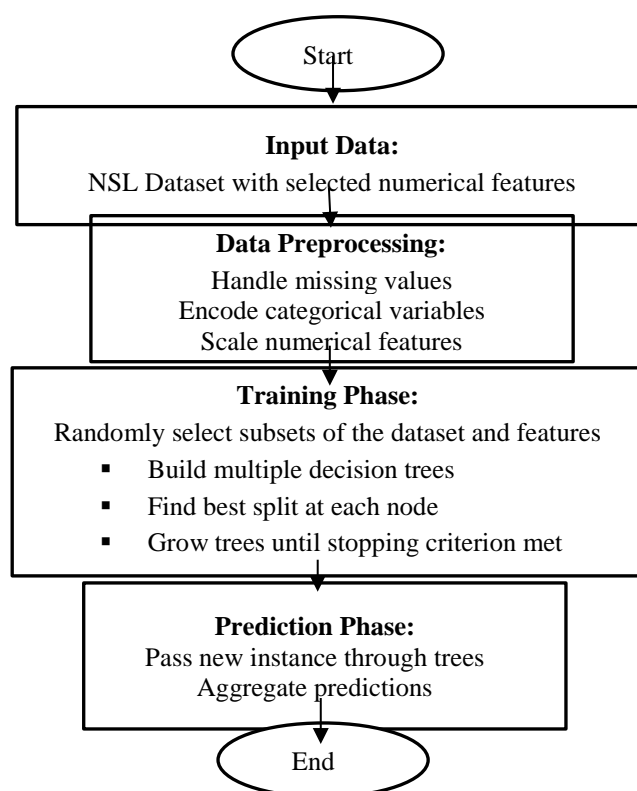 Start
Input Data:
NSL Dataset with selected numerical features
Data Preprocessing:
Handle missing values
Encode categorical variables
Scale numerical features
Training Phase:
Randomly select subsets of the dataset and features
▪ Build multiple decision trees
▪ Find best split at each node
▪ Grow trees until stopping criterion met
Prediction Phase:
Pass new instance through trees
Aggregate predictions
End